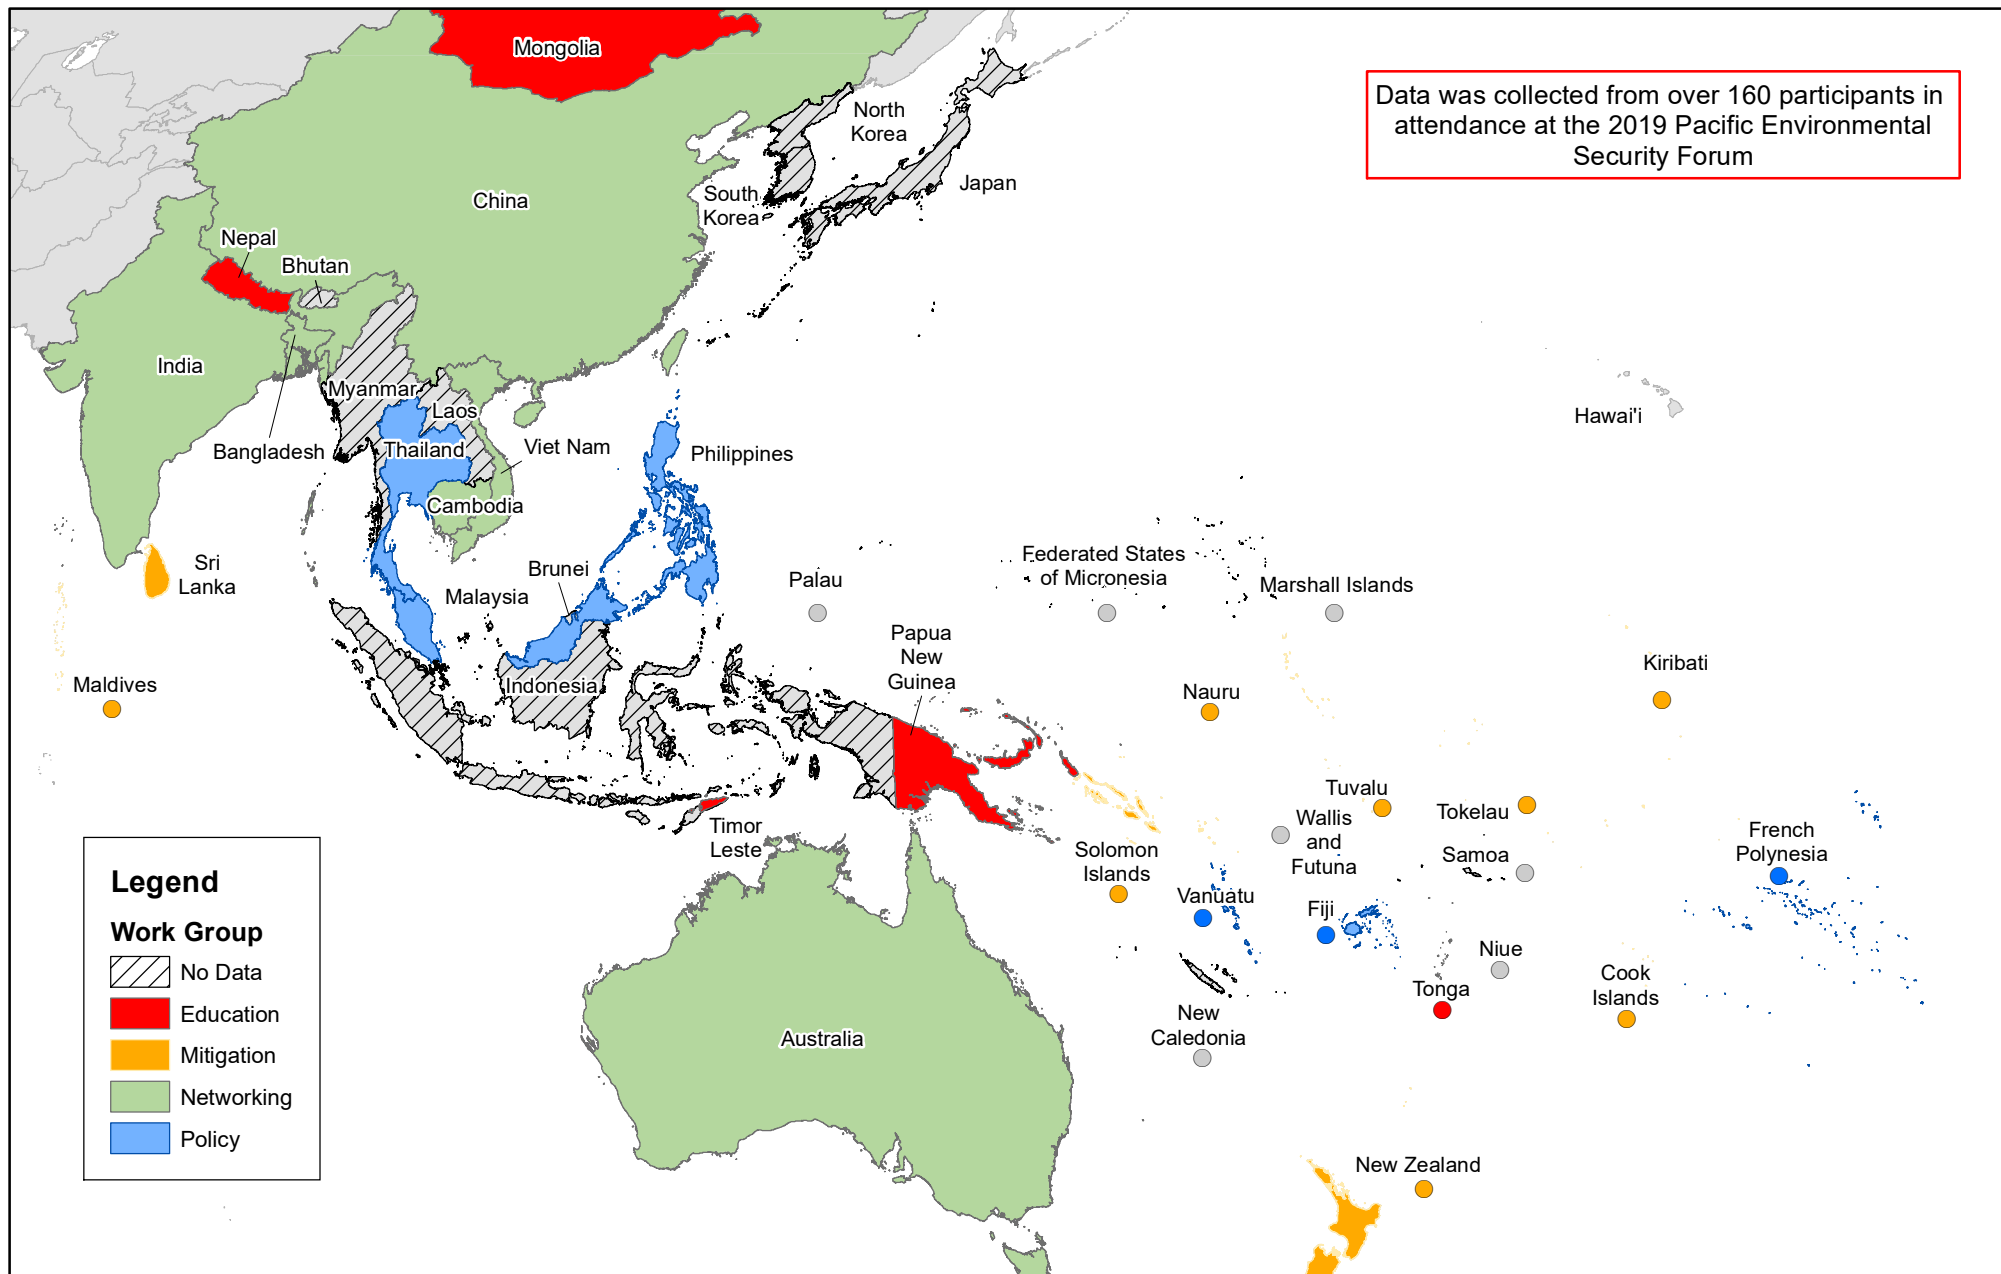 Mongolia
Data was collected from over 160 participants in
attendance at the 2019 Pacific Environmental
Security Forum
North
Korea
Japan
South
Korea
China
Nepal
Bhutan
India
Myanmar
Laos
Hawai'i
Bangladesh
Thailand
Viet Nam
Philippines
Cambodia
Sri
Lanka
Brunei
Malaysia
Palau
Federated States
of Micronesia
Marshall Islands
Papua
New
Guinea
Kiribati
Maldives
Indonesia
Nauru
Tuvalu
Tokelau
Wallis
and
Futuna
Timor
Leste
French
Polynesia
Solomon
Islands
Samoa
Vanuatu
Fiji
Niue
Cook
Islands
Tonga
New
Caledonia
Australia
New Zealand
Legend
Work Group
No Data
Education
Mitigation
Networking
Policy